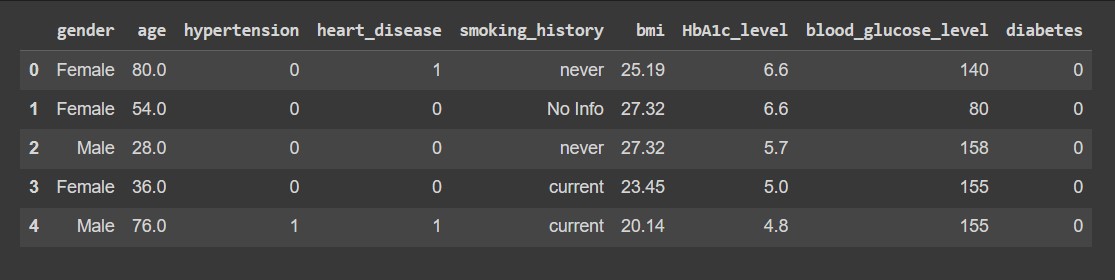 gender age hypertension heart_disease smoking_history bmi HbA1c_level blood_glucose_level diabetes
0 Female 80.0 0 1 never 25.19 6.6 140 0
1 Female 54.0 0 0 No Info 27.32 6.6 80 0
2 Male 28.0 0 0 never 27.32 5.7 158 0
3 Female 36.0 0 0 current 23.45 5.0 155 0
4 Male 76.0 1 1 current 20.14 4.8 155 0